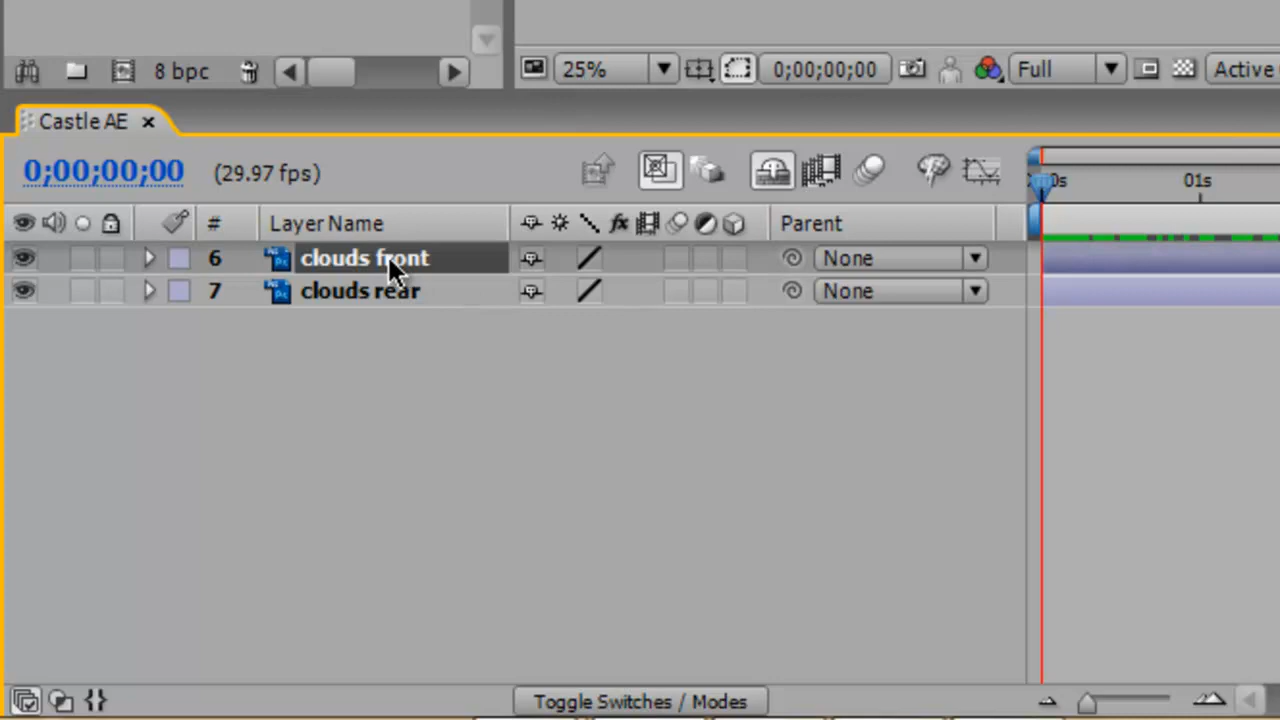 8 bpc
25%
0;00;00;00
Full
Active
Castle AE
0;00;00;00 (29.97 fps)
0s 01s
# Layer Name fx Parent
6 clouds front None
7 clouds rear None
Toggle Switches / Modes